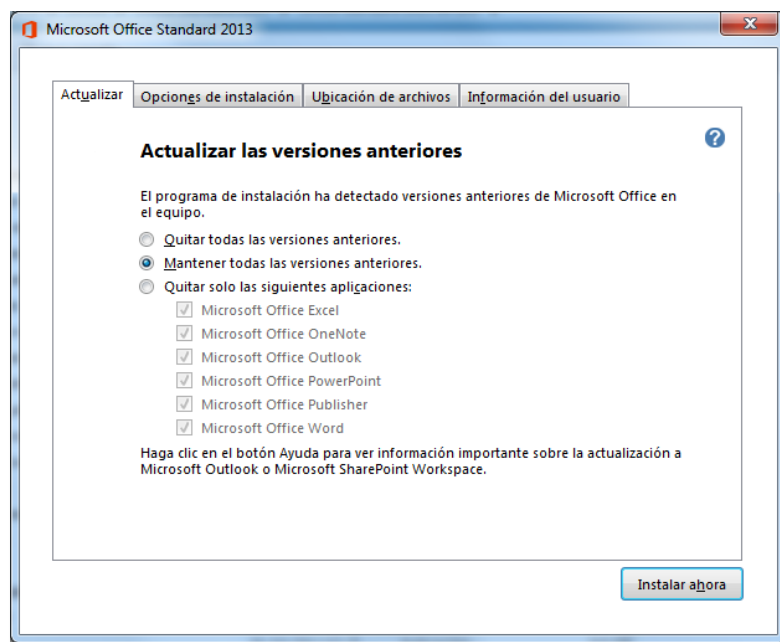 Microsoft Office Standard 2013
Actualizar
Opciones de instalación
Ubicación de archivos
Información del usuario
Actualizar las versiones anteriores
El programa de instalación ha detectado versiones anteriores de Microsoft Office en
el equipo.
Quitar todas las versiones anteriores.
Mantener todas las versiones anteriores.
Quitar solo las siguientes aplicaciones:
Microsoft Office Excel
Microsoft Office OneNote
Microsoft Office Outlook
Microsoft Office PowerPoint
Microsoft Office Publisher
Microsoft Office Word
Haga clic en el botón Ayuda para ver información importante sobre la actualización a
Microsoft Outlook o Microsoft SharePoint Workspace.
Instalar ahora